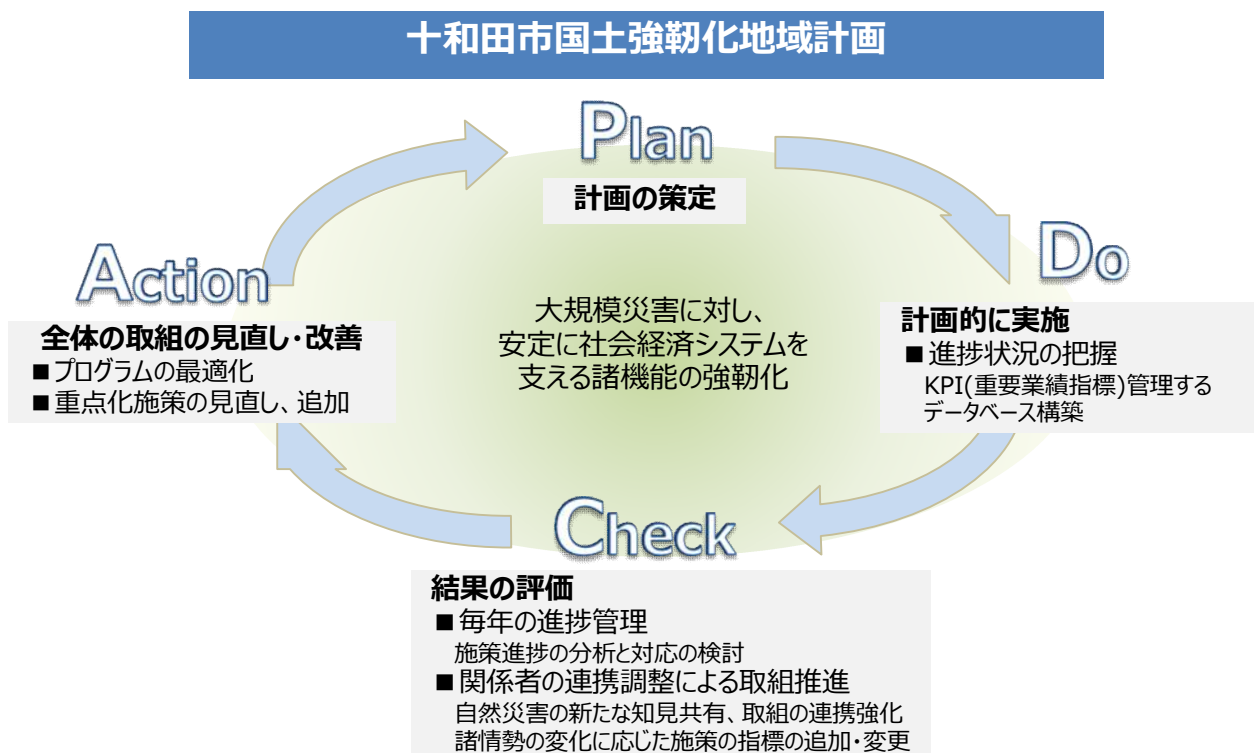 十和田市国土強靭化地域計画
Plan
計画の策定
Do
計画的に実施
■進捗状況の把握
KPI(重要業績指標)管理する
データベース構築
Check
結果の評価
■毎年の進捗管理
施策進捗の分析と対応の検討
■関係者の連携調整による取組推進
自然災害の新たな知見共有、取組の連携強化
諸情勢の変化に応じた施策の指標の追加・変更
Action
全体の取組の見直し・改善
■プログラムの最適化
■重点化施策の見直し、追加
大規模災害に対し、
安定に社会経済システムを
支える諸機能の強靭化